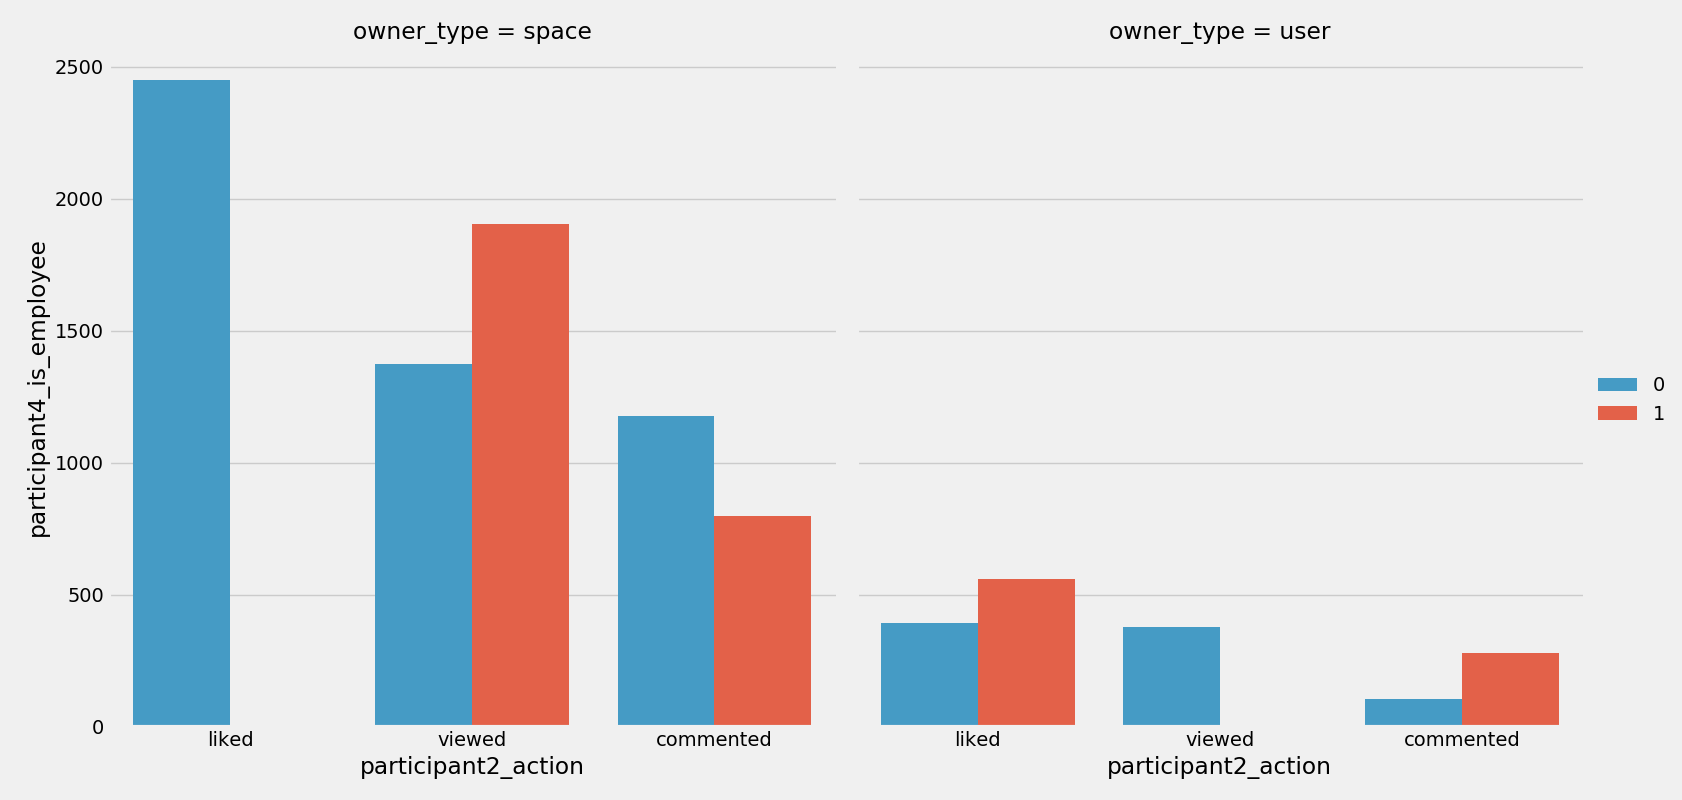 owner_type = space
owner_type = user
participant4_is_employee
2500
2000
1500
1000
500
0
liked
viewed
commented
participant2_action
liked
viewed
commented
participant2_action
0
1